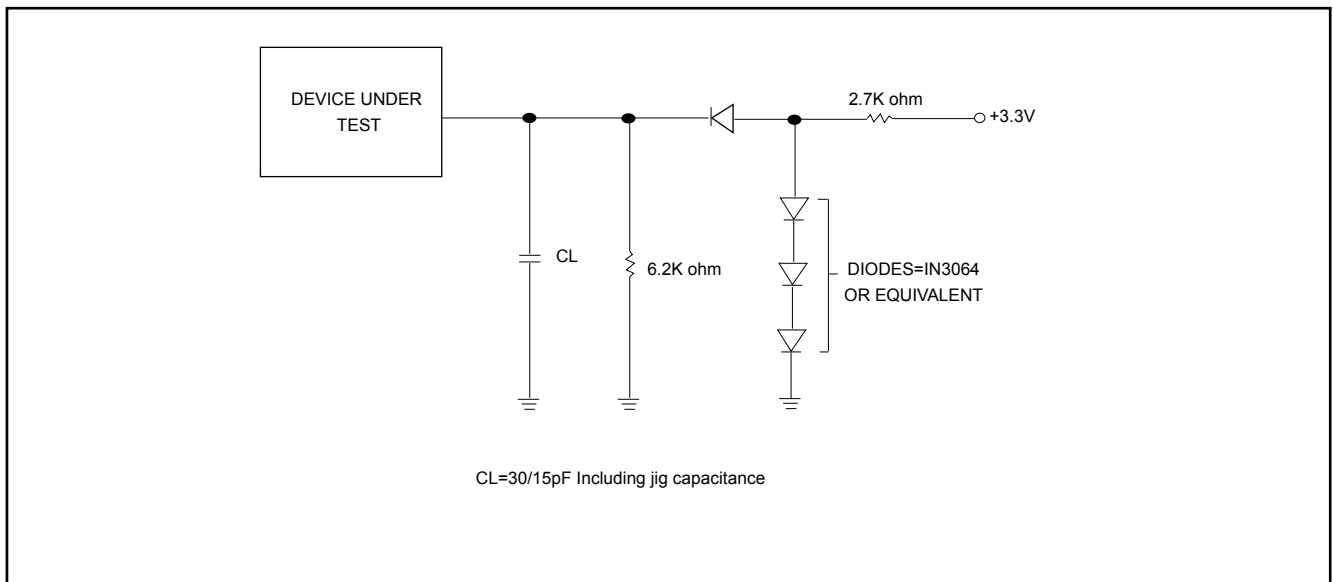 DEVICE UNDER
TEST
2.7K ohm
+3.3V
CL
6.2K ohm
DIODES=IN3064
OR EQUIVALENT
CL=30/15pF Including jig capacitance